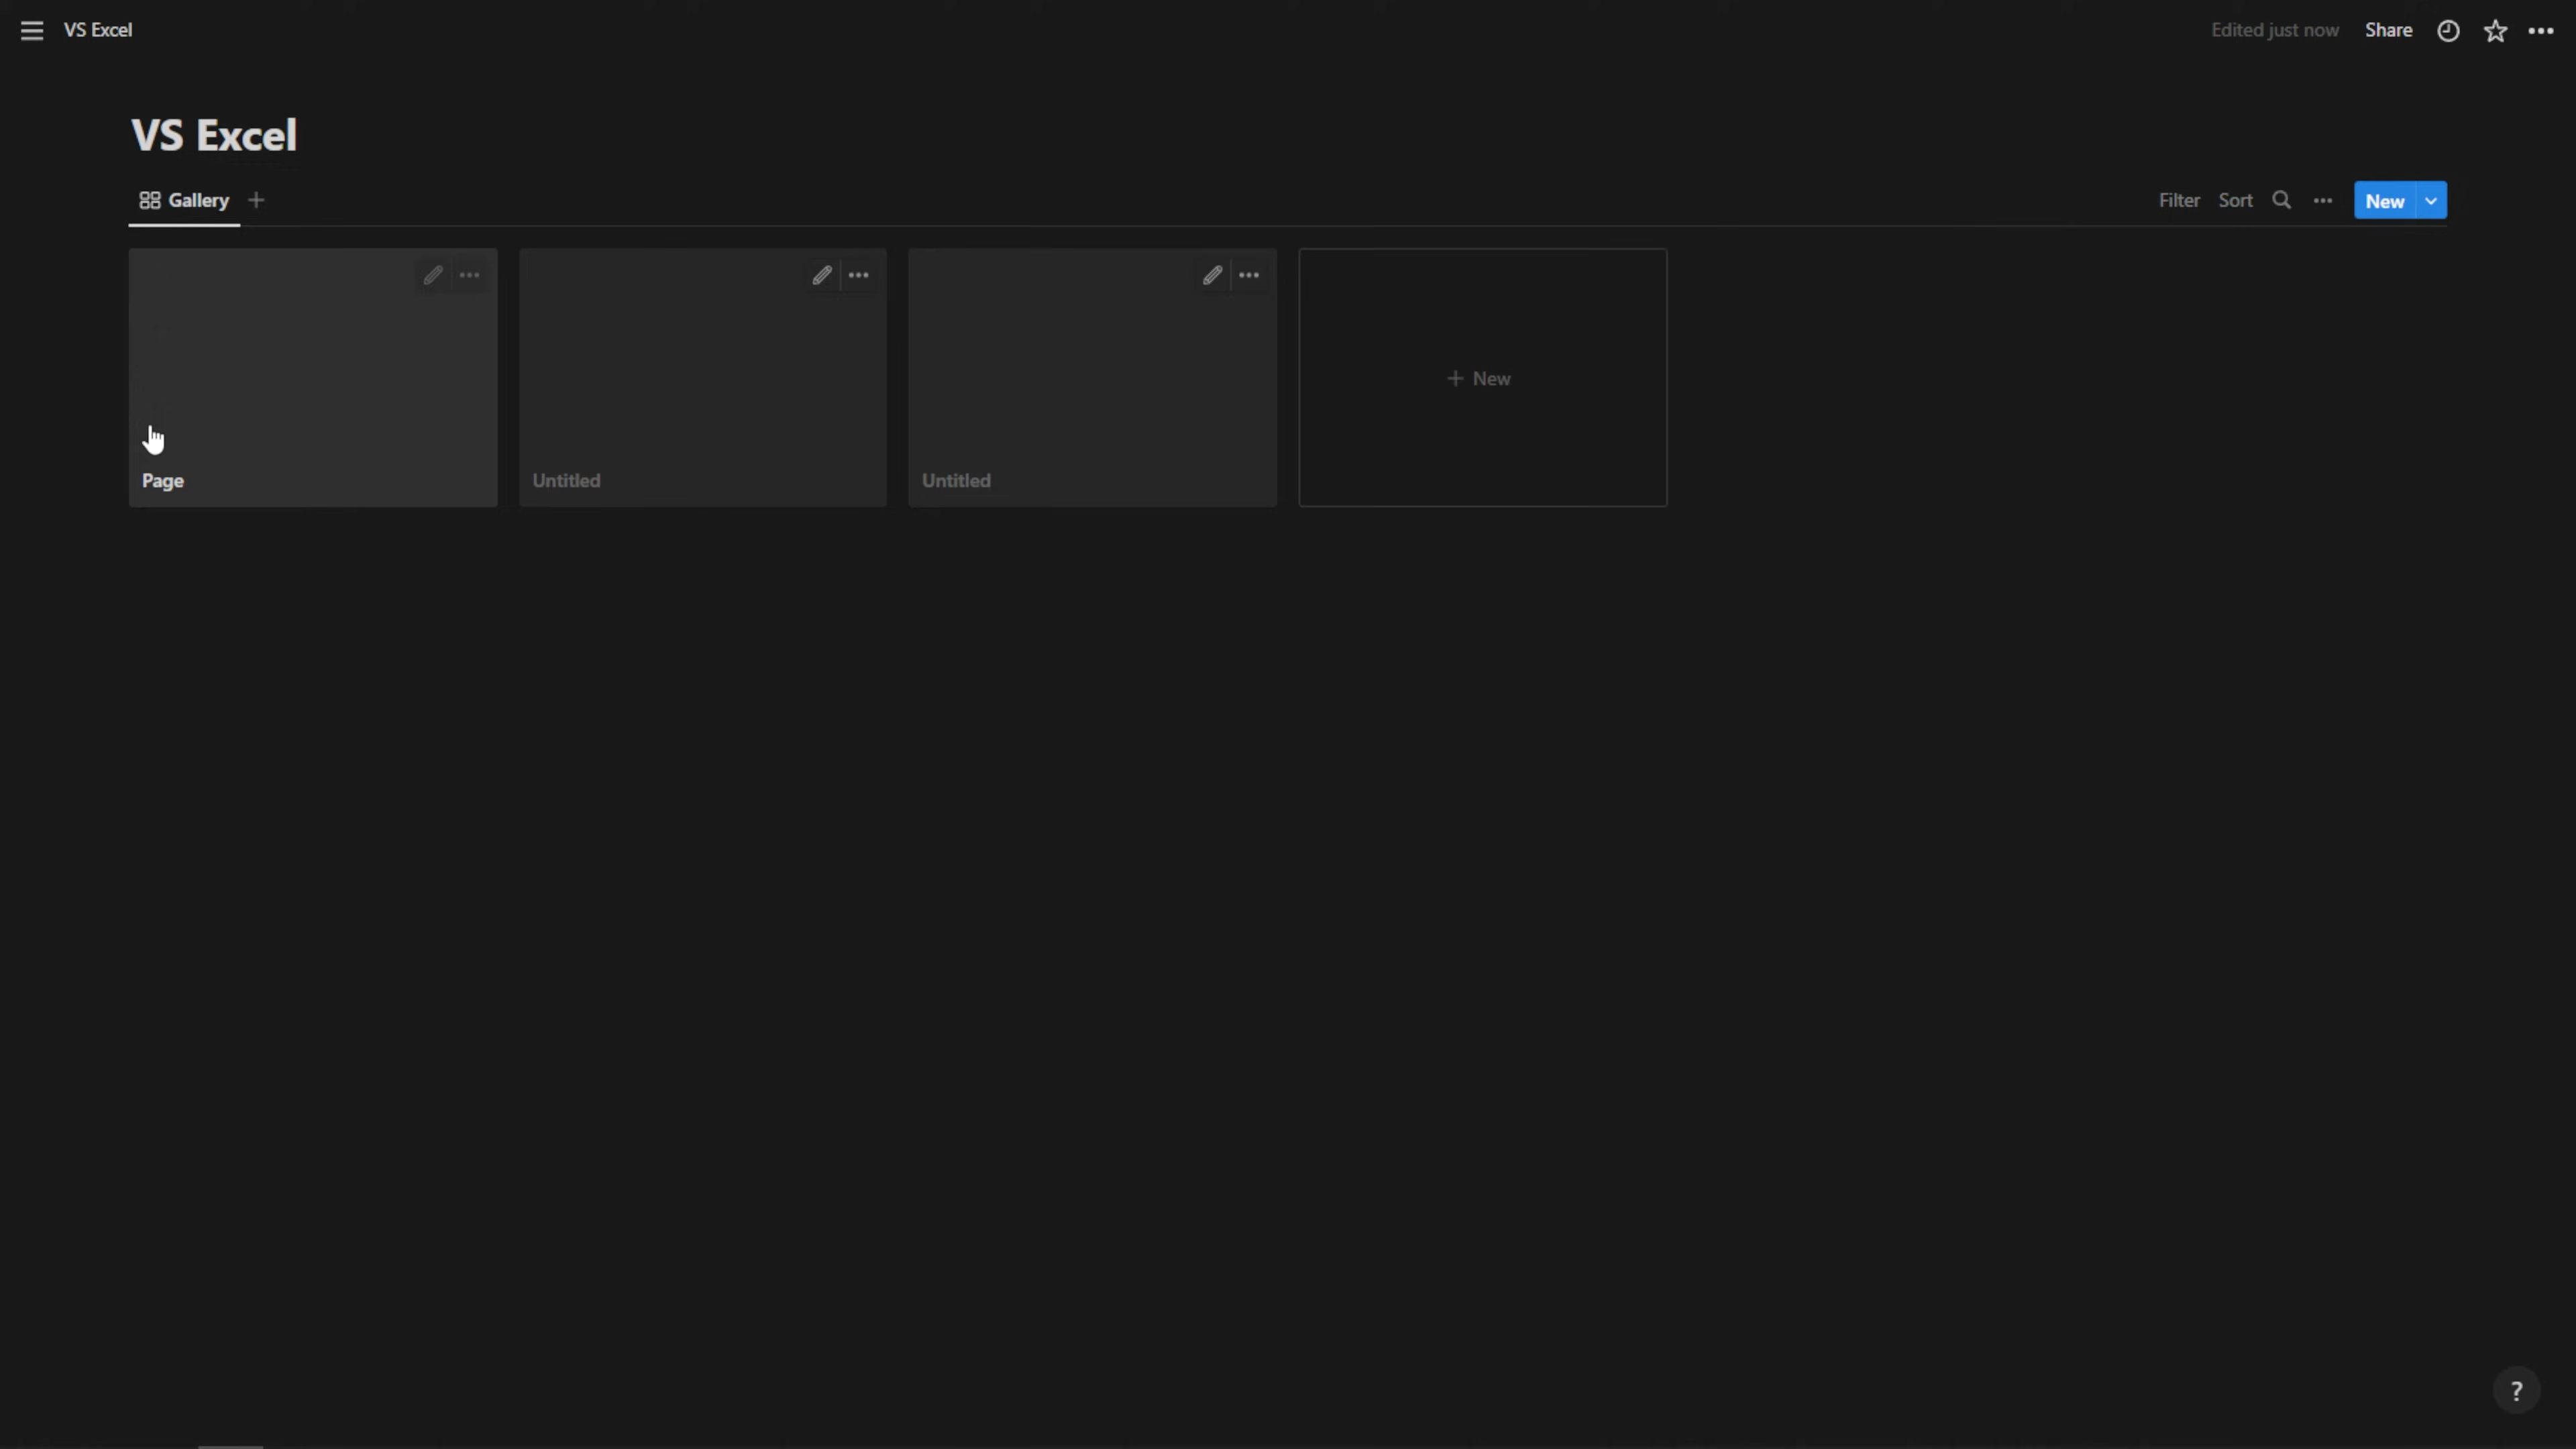 VS Excel
Edited just now Share
VS Excel
Gallery
Filter Sort New
Page
Untitled
Untitled
New
?